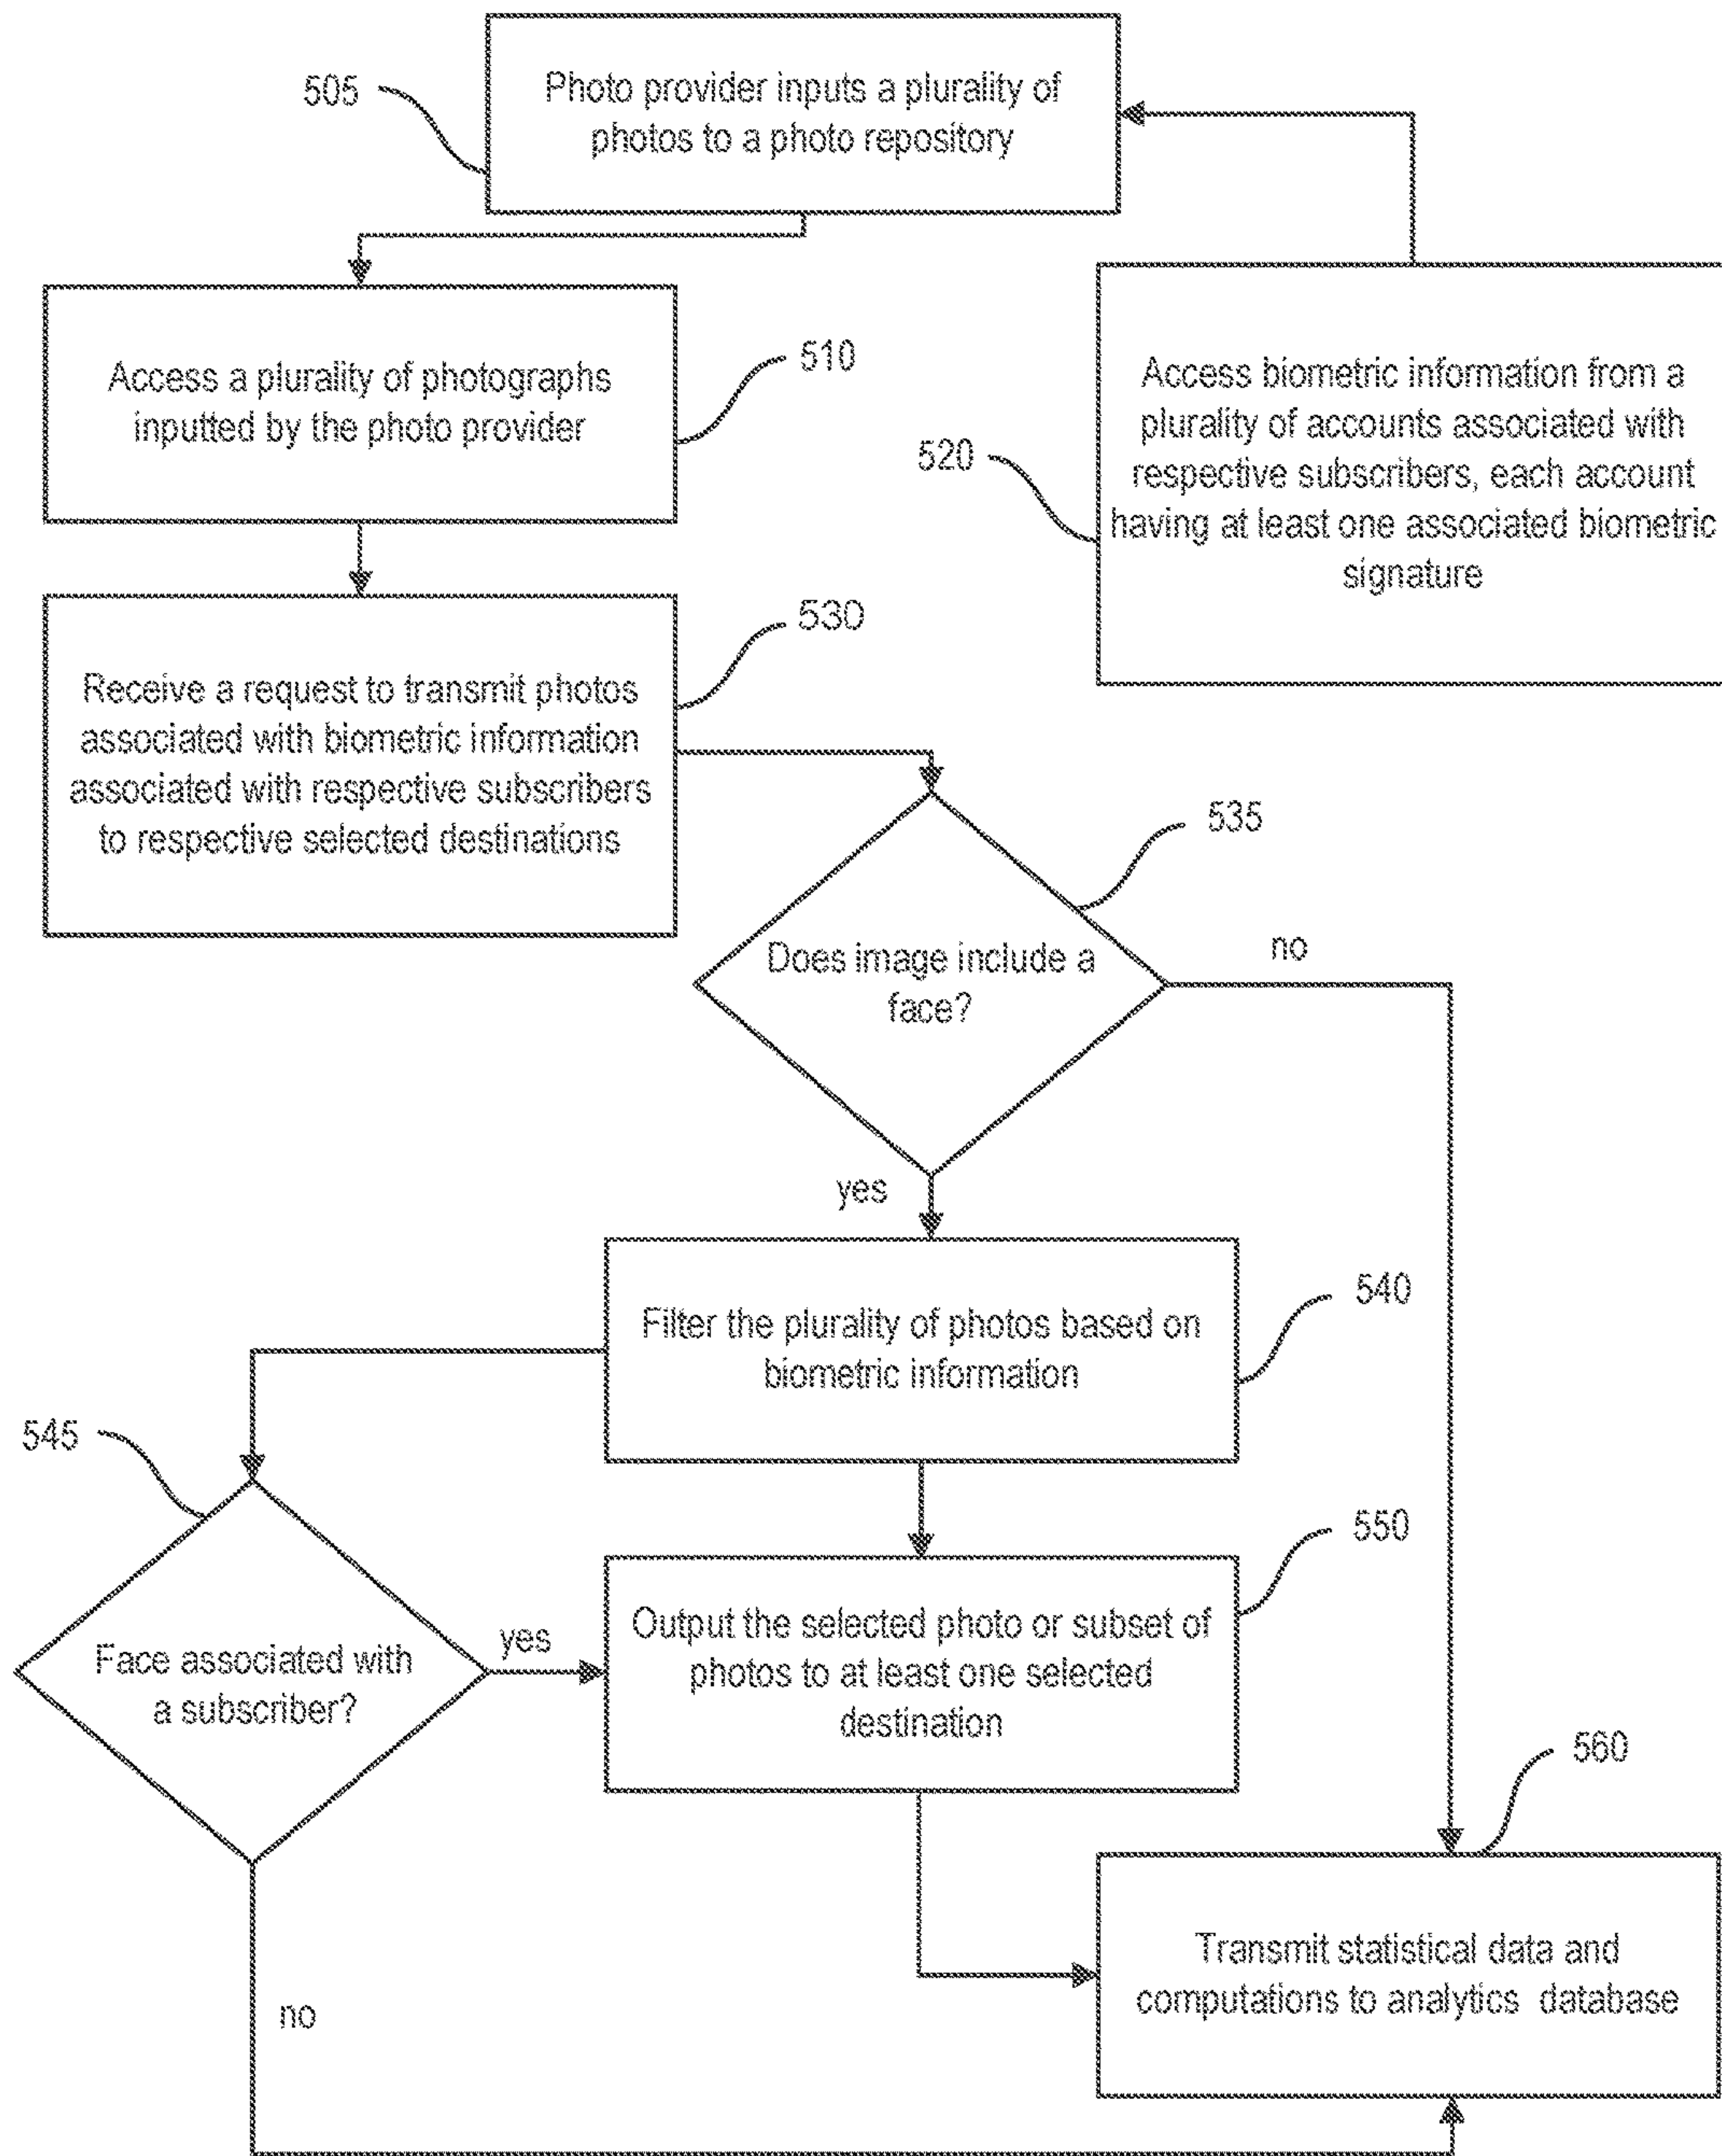 505
Photo provider inputs a plurality of
photos to a photo repository
Access a plurality of photographs
inputted by the photo provider
510
520
Access biometric information from a
plurality of accounts associated with
respective subscribers, each account
having at least one associated biometric
signature
Receive a request to transmit photos
associated with biometric information
associated with respective subscribers
to respective selected destinations
530
535
Does image include a
face?
no
yes
Filter the plurality of photos based on
biometric information
540
545
Face associated with
a subscriber?
yes
Output the selected photo or subset of
photos to at least one selected
destination
550
560
Transmit statistical data and
computations to analytics database
no